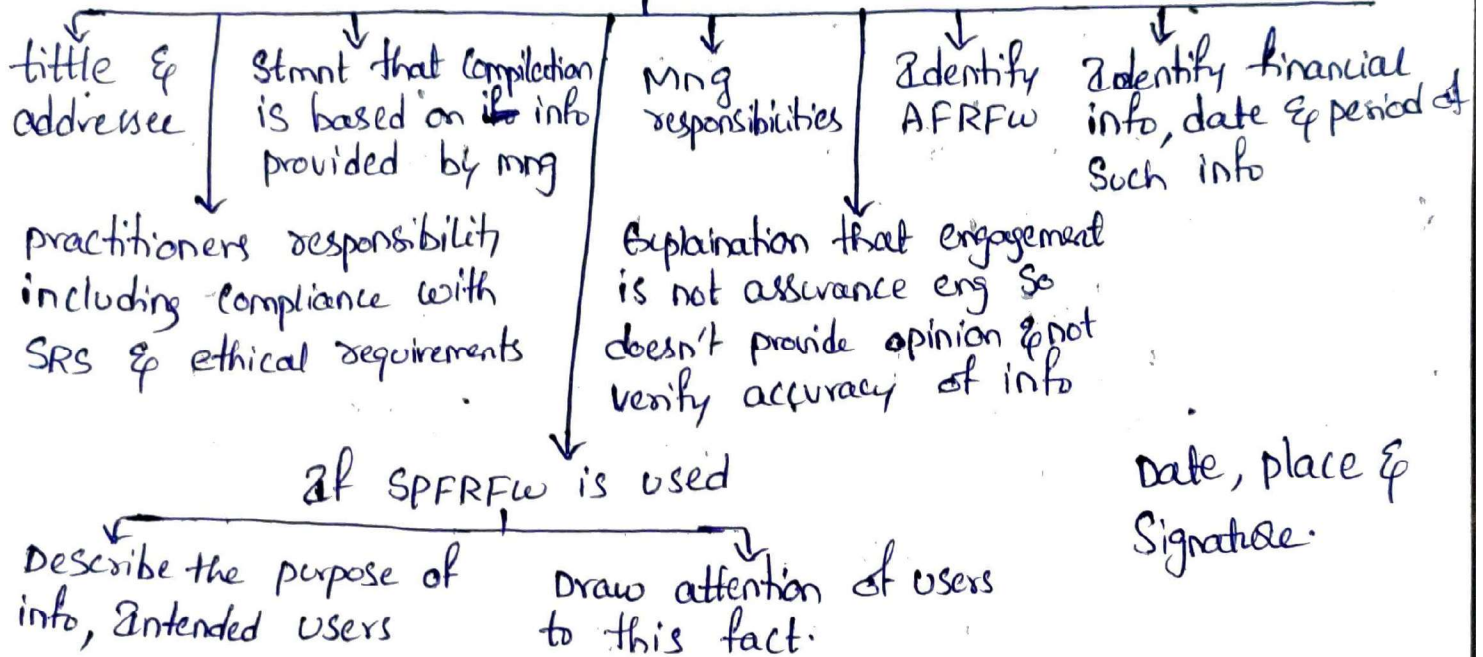 tittle &
addressee
Stmnt that Compilation
is based on info
provided by mng
Mng
responsibilities
Identify
AFRFW
Identify financial
info, date & period of
Such info
practitioners responsibility
including compliance with
SRS & ethical requirements
Explaination that engagement
is not assurance eng So
doesn't provide opinion & not
verify accuracy of info
If SPFRFW is used
Describe the purpose of
info, Intended users
Draw attention of users
to this fact.
Date, place &
Signature.